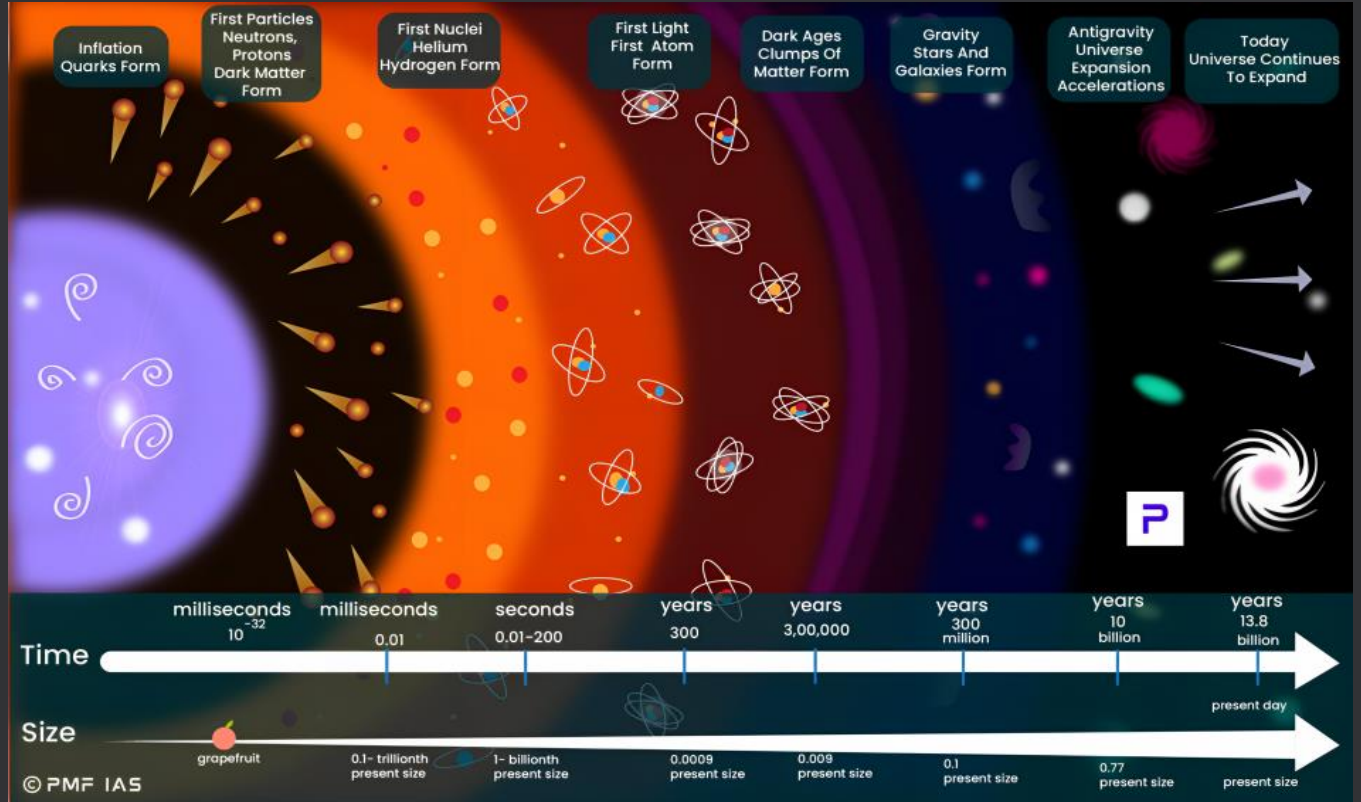 Inflation
Quarks Form
First Particles
Neutrons,
Protons
Dark Matter
Form
First Nuclei
Helium
Hydrogen Form
First Light
First Atom
Form
Dark Ages
Clumps Of
Matter Form
Gravity
Stars And
Galaxies Form
Antigravity
Universe
Expansion
Accelerations
Today
Universe Continues
To Expand
P
Time
milliseconds
10⁻³²
milliseconds
0.01
seconds
0.01-200
years
300
years
3,00,000
years
300
million
years
10
billion
years
13.8
billion
present day
Size
grapefruit
0.1- trillionth
present size
1- billionth
present size
0.0009
present size
0.009
present size
0.1
present size
0.77
present size
present size
© PMF IAS